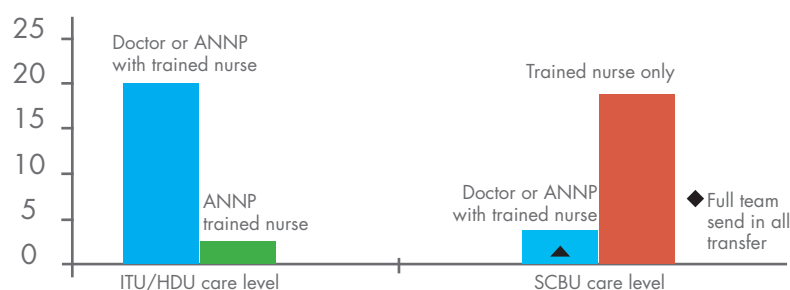 25
20
15
10
5
0
Doctor or ANNP
with trained nurse
ANNP
trained nurse
ITU/HDU care level
Trained nurse only
Doctor or ANNP
with trained nurse
SCBU care level
Full team
send in all
transfer